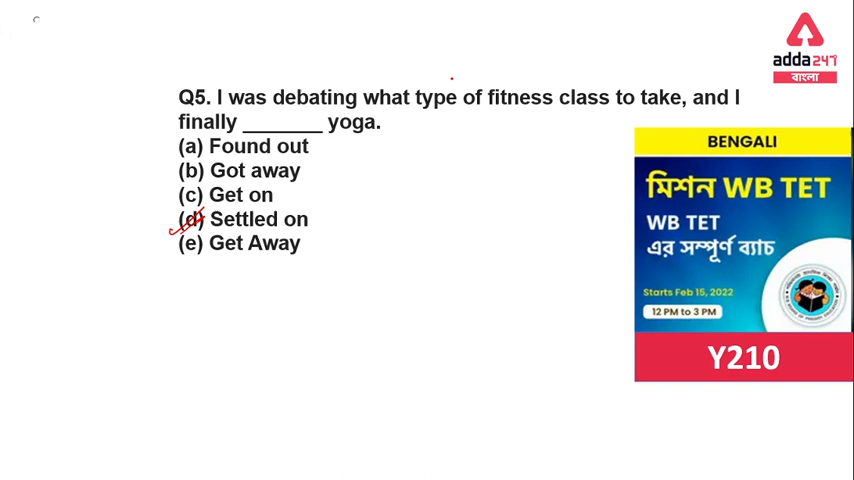 adda247
বাংলা
Q5. I was debating what type of fitness class to take, and I
finally _______ yoga.
(a) Found out
(b) Got away
(c) Get on
(d) Settled on
(e) Get Away
BENGALI
মিশন WB TET
WB TET
এর সম্পূর্ণ ব্যাচ
Starts Feb 15, 2022
12 PM to 3 PM
Y210